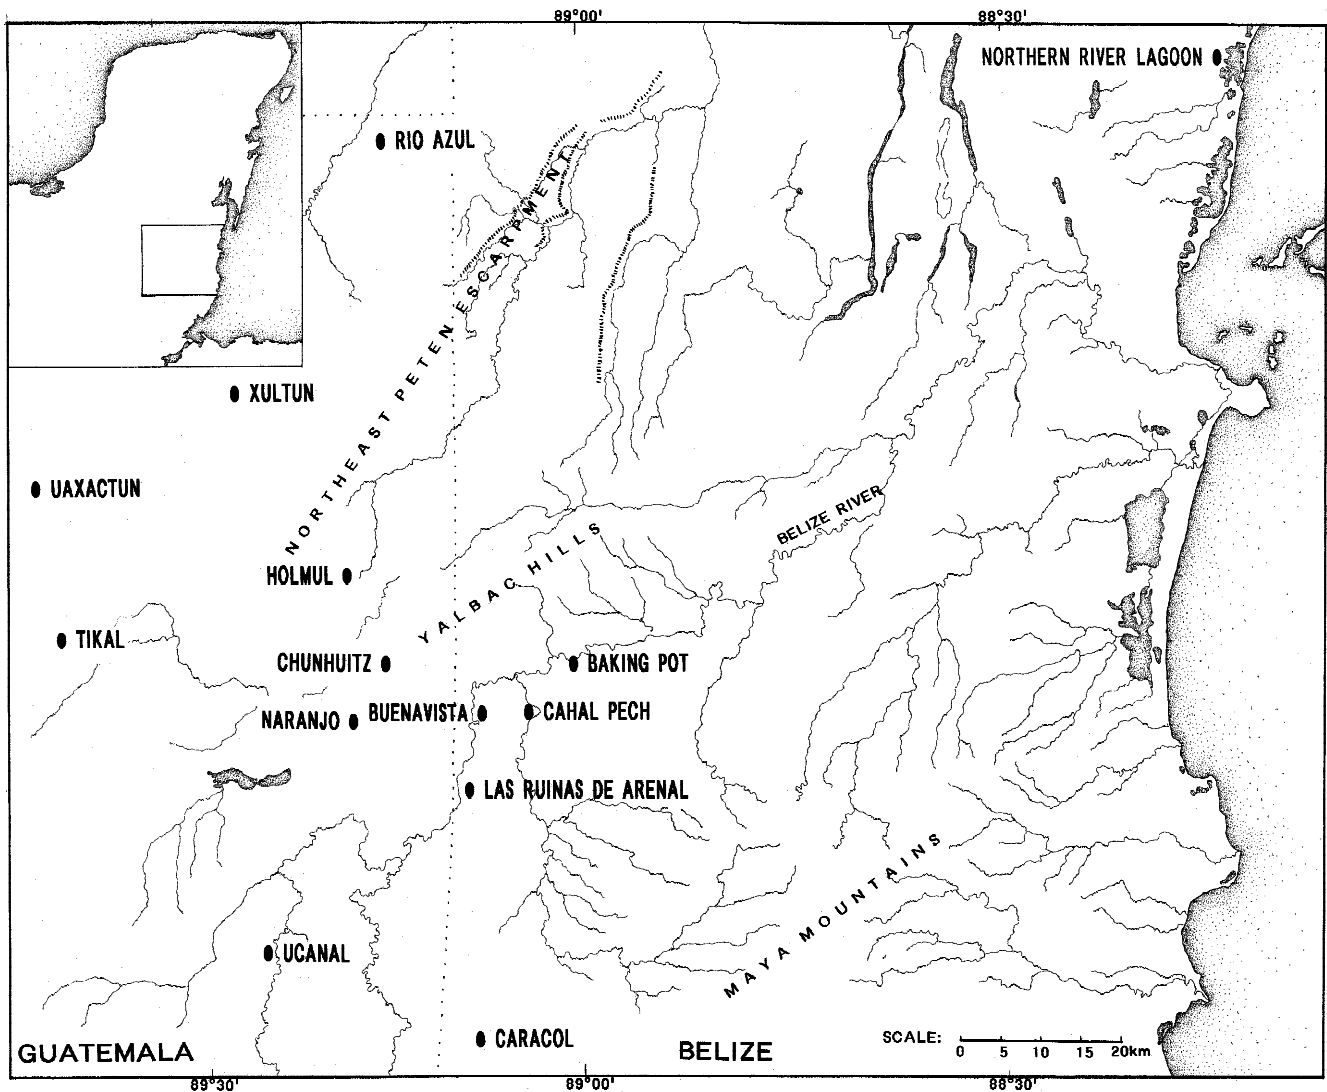 89°00'
88°30'
NORTHERN RIVER LAGOON
RIO AZUL
NORTHEAST PETEN ESCARPMENT
XULTUN
UAXACTUN
BELIZE RIVER
YALBAC HILLS
HOLMUL
TIKAL
CHUNHUITZ
BAKING POT
NARANJO
BUENAVISTA
CAHAL PECH
LAS RUINAS DE ARENAL
MAYA MOUNTAINS
UCANAL
CARACOL
SCALE:
0 5 10 15 20km
GUATEMALA
BELIZE
89°30'
89°00'
88°30'